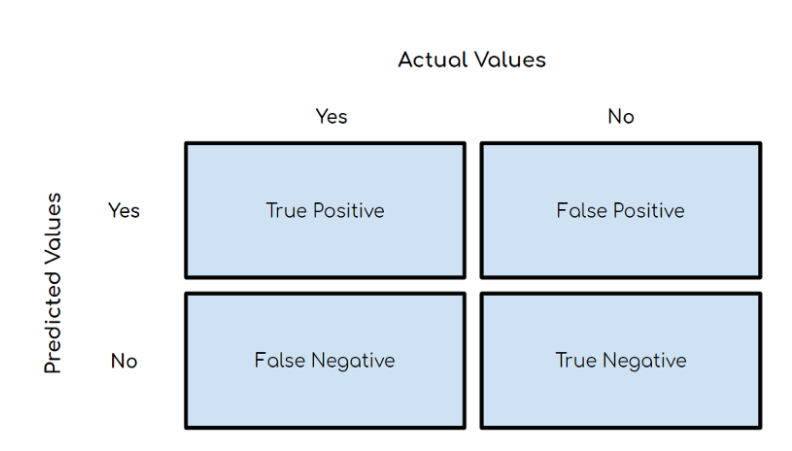 Actual Values
Yes
No
Predicted Values
Yes
True Positive
False Positive
No
False Negative
True Negative